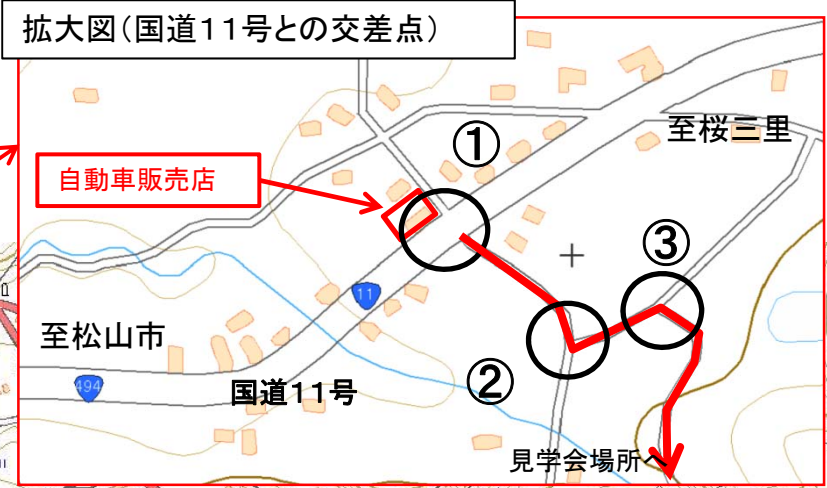 拡大図(国道11号との交差点)
①
至桜三里
自動車販売店
③
11
至松山市
②
494
国道11号
見学会場所へ